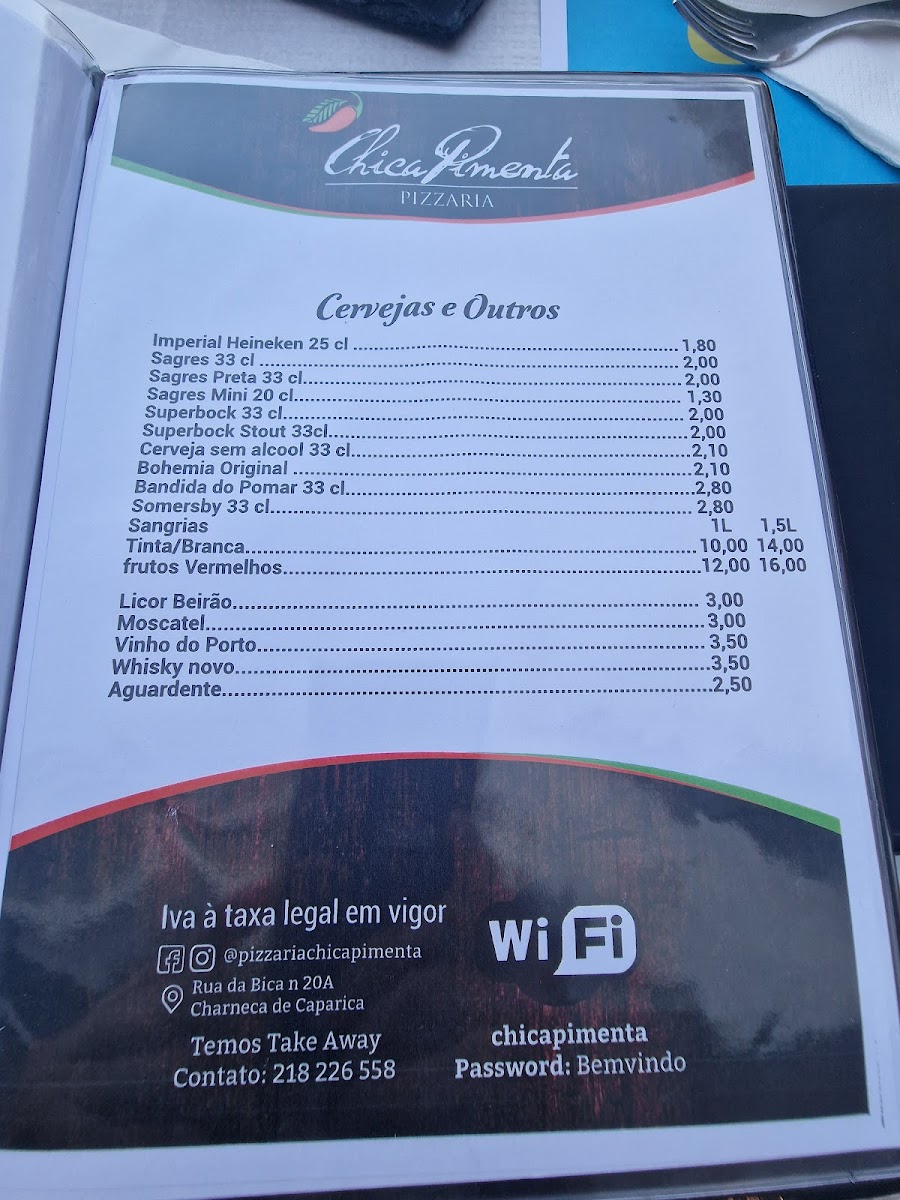 Chica Pimenta
PIZZARIA
Cervejas e Outros
Imperial Heineken 25 cl ........ 1,80
Sagres 33 cl ........ 2,00
Sagres Preta 33 cl........ 2,00
Sagres Mini 20 cl........ 1,30
Superbock 33 cl........ 2,00
Superbock Stout 33cl........ 2,00
Cerveja sem alcool 33 cl........ 2,10
Bohemia Original ........ 2,10
Bandida do Pomar 33 cl........ 2,80
Somersby 33 cl........ 2,80
Sangrias 1L 1,5L
Tinta/Branca........ 10,00 14,00
frutos Vermelhos........ 12,00 16,00
Licor Beirão........ 3,00
Moscatel........ 3,00
Vinho do Porto........ 3,50
Whisky novo........ 3,50
Aguardente........ 2,50
Iva à taxa legal em vigor
@pizzariachicapimenta
Rua da Bica n 20A
Charneca de Caparica
Temos Take Away
Contato: 218 226 558
WiFi
chicapimenta
Password: Bemvindo